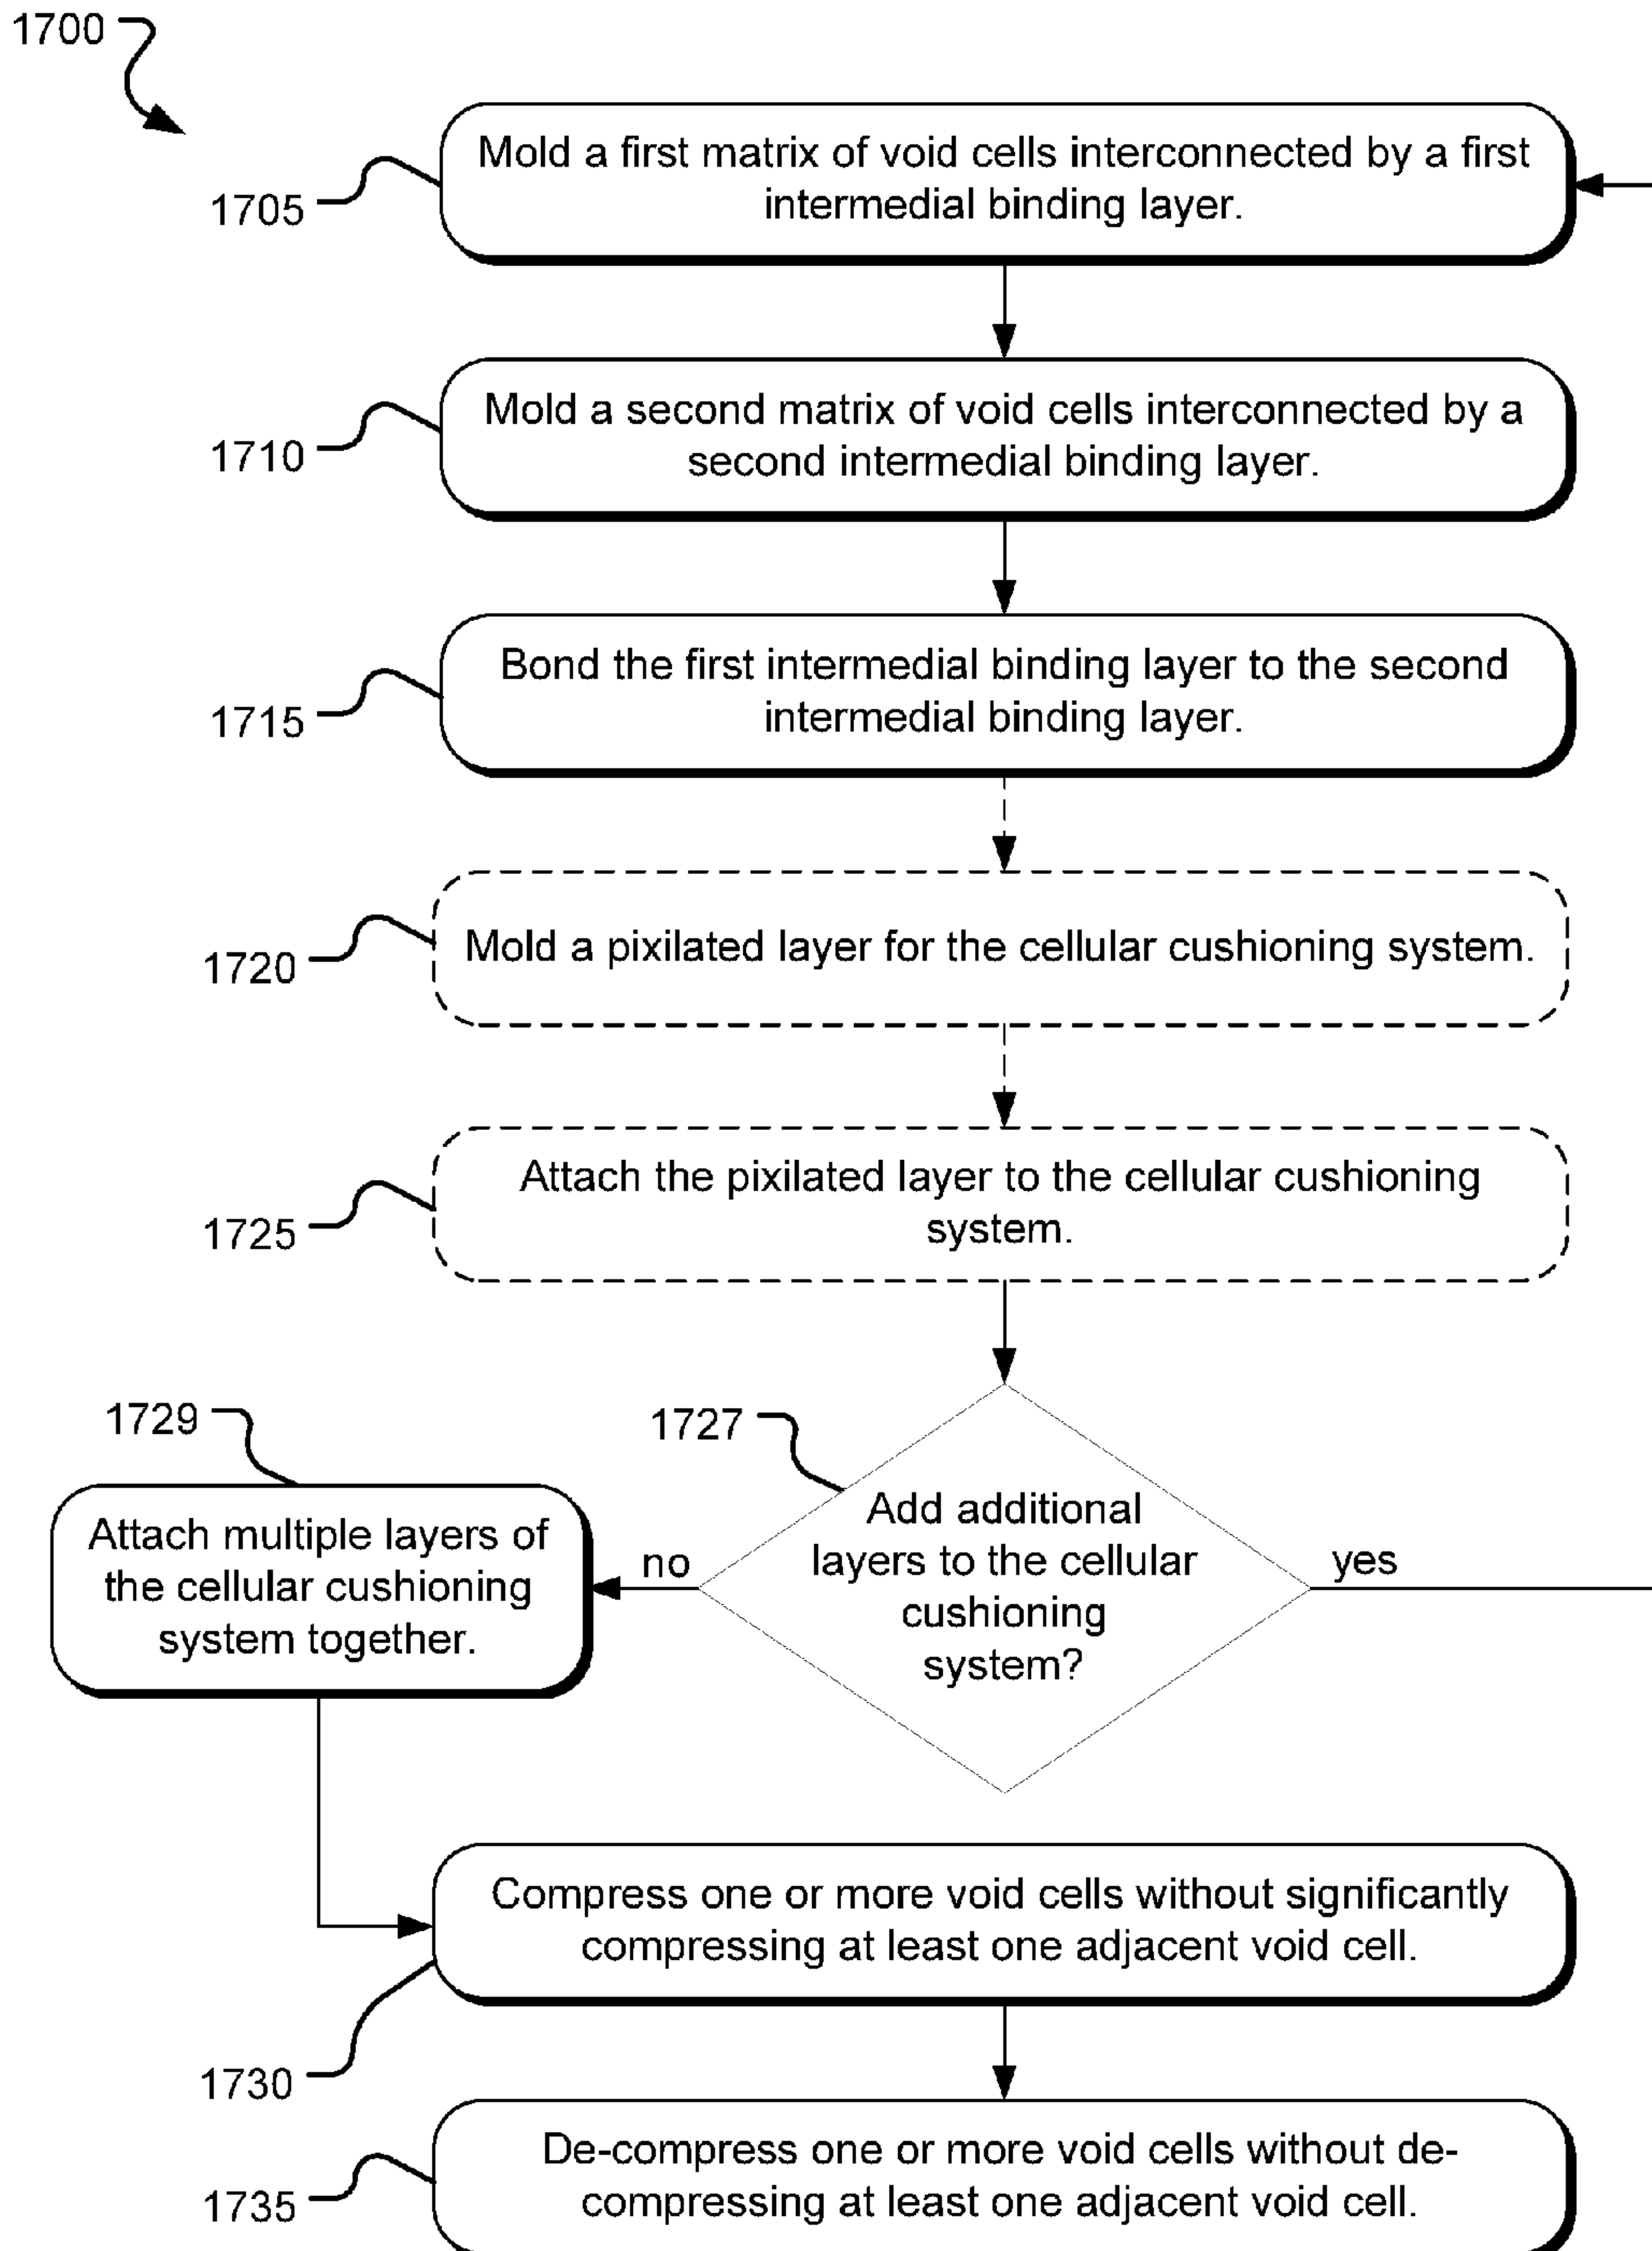 1700
Mold a first matrix of void cells interconnected by a first
intermedial binding layer.
1705
Mold a second matrix of void cells interconnected by a
second intermedial binding layer.
1710
Bond the first intermedial binding layer to the second
intermedial binding layer.
1715
Mold a pixilated layer for the cellular cushioning system.
1720
Attach the pixilated layer to the cellular cushioning
system.
1725
1729
1727
Attach multiple layers of
the cellular cushioning
system together.
no
Add additional
layers to the cellular
cushioning
system?
yes
Compress one or more void cells without significantly
compressing at least one adjacent void cell.
1730
De-compress one or more void cells without de-
compressing at least one adjacent void cell.
1735